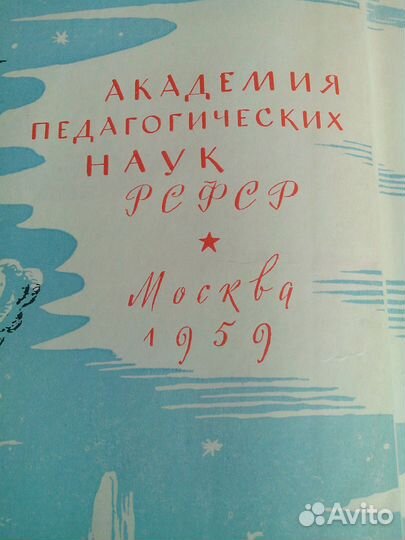 АКАДЕМИЯ
ПЕДАГОГИЧЕСКИХ
НАУК
РСФСР
Москва
1959
Avito